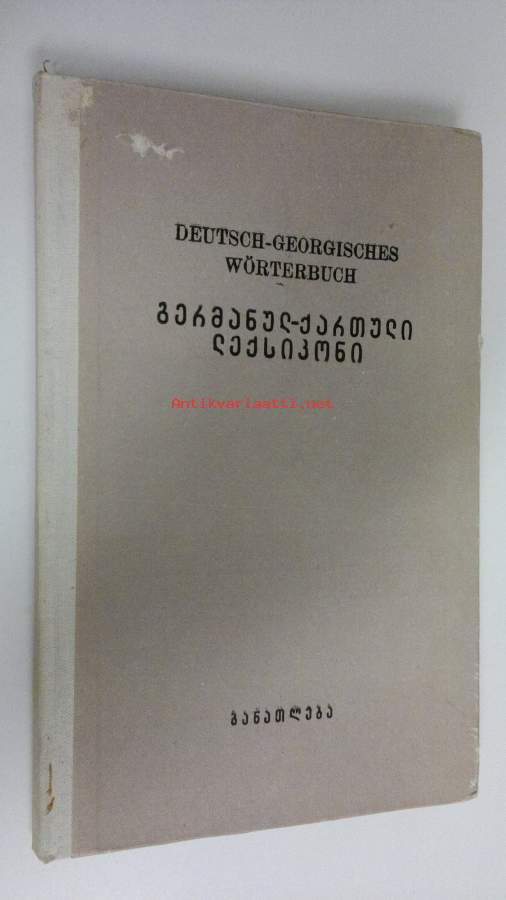 DEUTSCH-GEORGISCHES
WÖRTERBUCH
გერმანულ-ქართული
ლექსიკონი
Antikvariaatti.net
განათლება